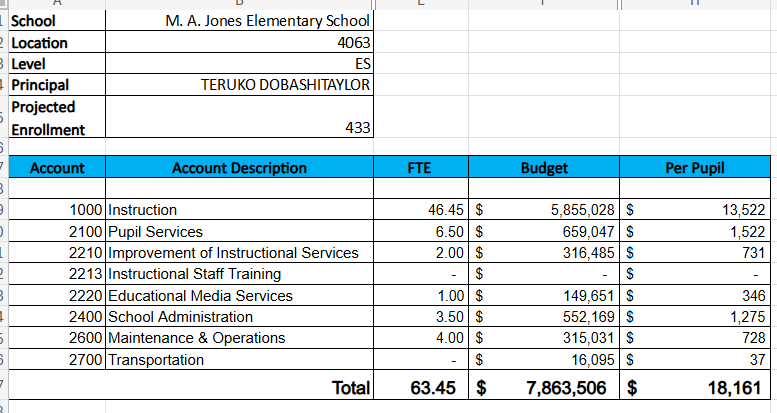 School M. A. Jones Elementary School
Location 4063
Level ES
Principal TERUKO DOBASHITAYLOR
Projected
Enrollment 433
Account Account Description FTE Budget Per Pupil
1000 Instruction 46.45 $ 5,855,028 $ 13,522
2100 Pupil Services 6.50 $ 659,047 $ 1,522
2210 Improvement of Instructional Services 2.00 $ 316,485 $ 731
2213 Instructional Staff Training - $ - $ -
2220 Educational Media Services 1.00 $ 149,651 $ 346
2400 School Administration 3.50 $ 552,169 $ 1,275
2600 Maintenance & Operations 4.00 $ 315,031 $ 728
2700 Transportation - $ 16,095 $ 37
Total 63.45 $ 7,863,506 $ 18,161